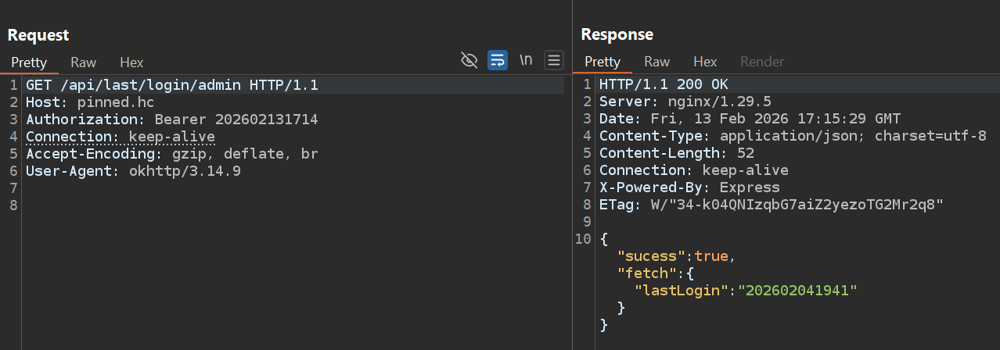 Request
Pretty Raw Hex \n
1 GET /api/last/login/admin HTTP/1.1
2 Host: pinned.hc
3 Authorization: Bearer 202602131714
4 Connection: keep-alive
5 Accept-Encoding: gzip, deflate, br
6 User-Agent: okhttp/3.14.9
7
8
Response
Pretty Raw Hex Render
1 HTTP/1.1 200 OK
2 Server: nginx/1.29.5
3 Date: Fri, 13 Feb 2026 17:15:29 GMT
4 Content-Type: application/json; charset=utf-8
5 Content-Length: 52
6 Connection: keep-alive
7 X-Powered-By: Express
8 ETag: W/"34-k04QNIzqbG7aiZ2yezoTG2Mr2q8"
9
10 {
"sucess":true,
"fetch":{
"lastLogin":"202602041941"
}
}